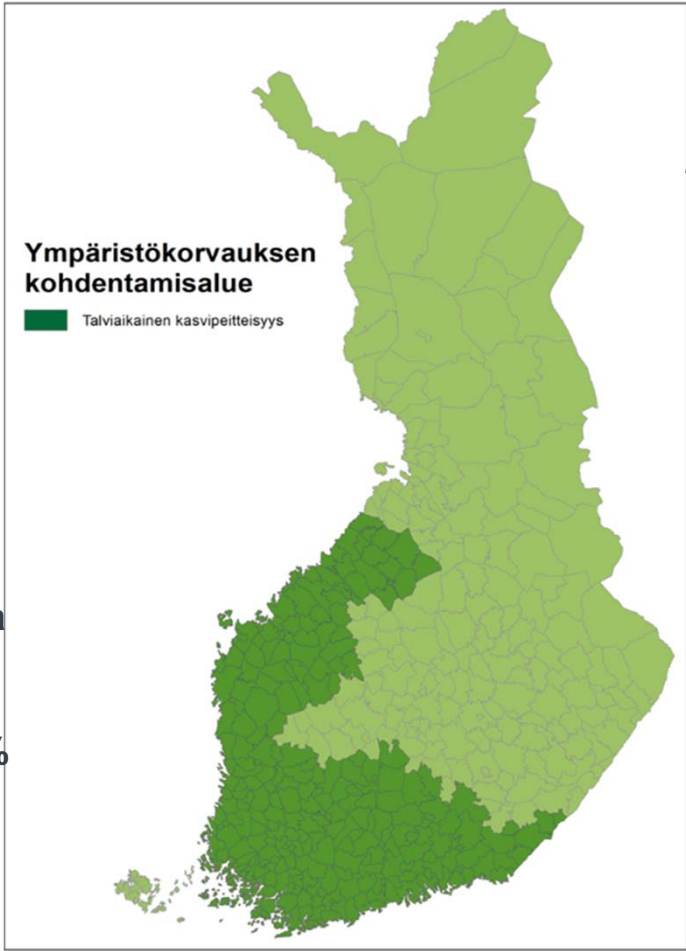 Ympäristökorvauksen
kohdentamisalue
Talviaikainen kasvipeitteisyys
a
%